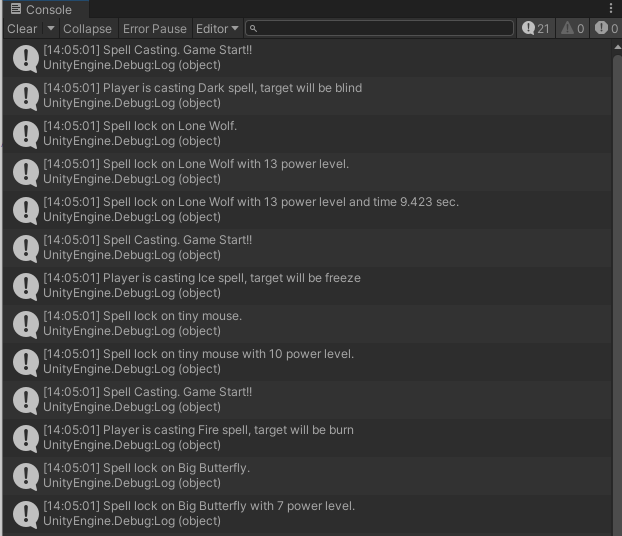 Console
Clear Collapse Error Pause Editor 21 0 0
[14:05:01] Spell Casting. Game Start!!
UnityEngine.Debug:Log (object)
[14:05:01] Player is casting Dark spell, target will be blind
UnityEngine.Debug:Log (object)
[14:05:01] Spell lock on Lone Wolf.
UnityEngine.Debug:Log (object)
[14:05:01] Spell lock on Lone Wolf with 13 power level.
UnityEngine.Debug:Log (object)
[14:05:01] Spell lock on Lone Wolf with 13 power level and time 9.423 sec.
UnityEngine.Debug:Log (object)
[14:05:01] Spell Casting. Game Start!!
UnityEngine.Debug:Log (object)
[14:05:01] Player is casting Ice spell, target will be freeze
UnityEngine.Debug:Log (object)
[14:05:01] Spell lock on tiny mouse.
UnityEngine.Debug:Log (object)
[14:05:01] Spell lock on tiny mouse with 10 power level.
UnityEngine.Debug:Log (object)
[14:05:01] Spell Casting. Game Start!!
UnityEngine.Debug:Log (object)
[14:05:01] Player is casting Fire spell, target will be burn
UnityEngine.Debug:Log (object)
[14:05:01] Spell lock on Big Butterfly.
UnityEngine.Debug:Log (object)
[14:05:01] Spell lock on Big Butterfly with 7 power level.
UnityEngine.Debug:Log (object)